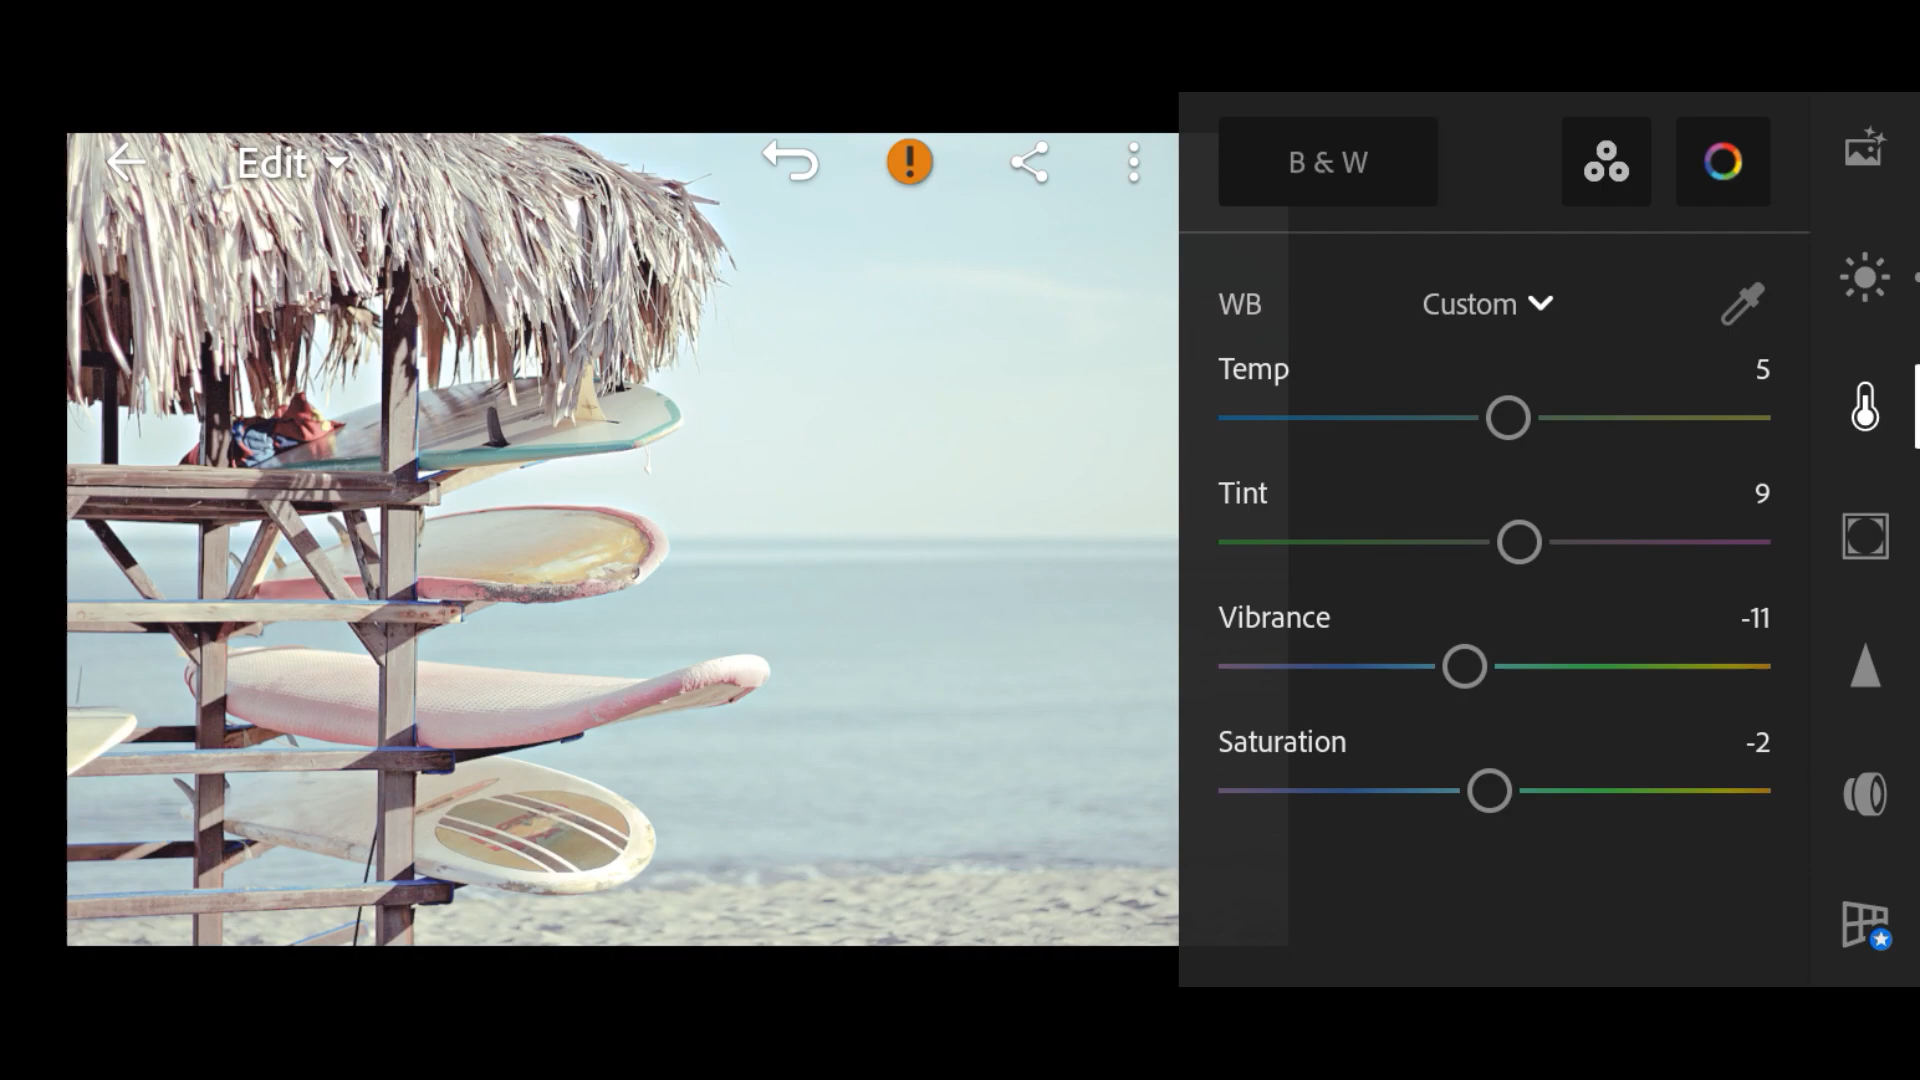 Edit
B & W
WB Custom
Temp 5
Tint 9
Vibrance -11
Saturation -2